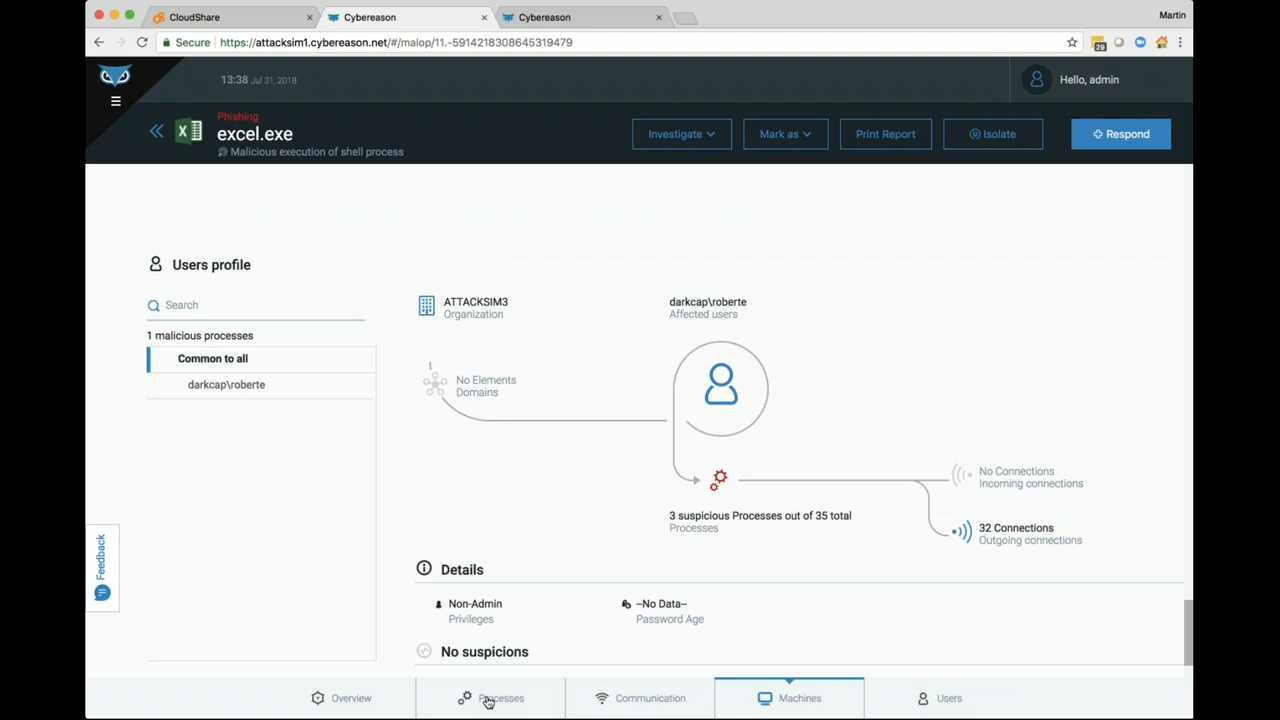 CloudShare
Cybereason
Cybereason
Martin
Secure
https://attacksim1.cybereason.net/#/malop/11.-5914218308645319479
29
13:38 Jul 31, 2018
Hello, admin
Phishing
excel.exe
Malicious execution of shell process
Investigate
Mark as
Print Report
Isolate
Respond
Users profile
Search
1 malicious processes
Common to all
darkcap\roberte
ATTACKSIM3
Organization
darkcap\roberte
Affected users
No Elements
Domains
3 suspicious Processes out of 35 total
Processes
No Connections
Incoming connections
32 Connections
Outgoing connections
Feedback
Details
Non-Admin
Privileges
--No Data--
Password Age
No suspicions
Overview
Processes
Communication
Machines
Users